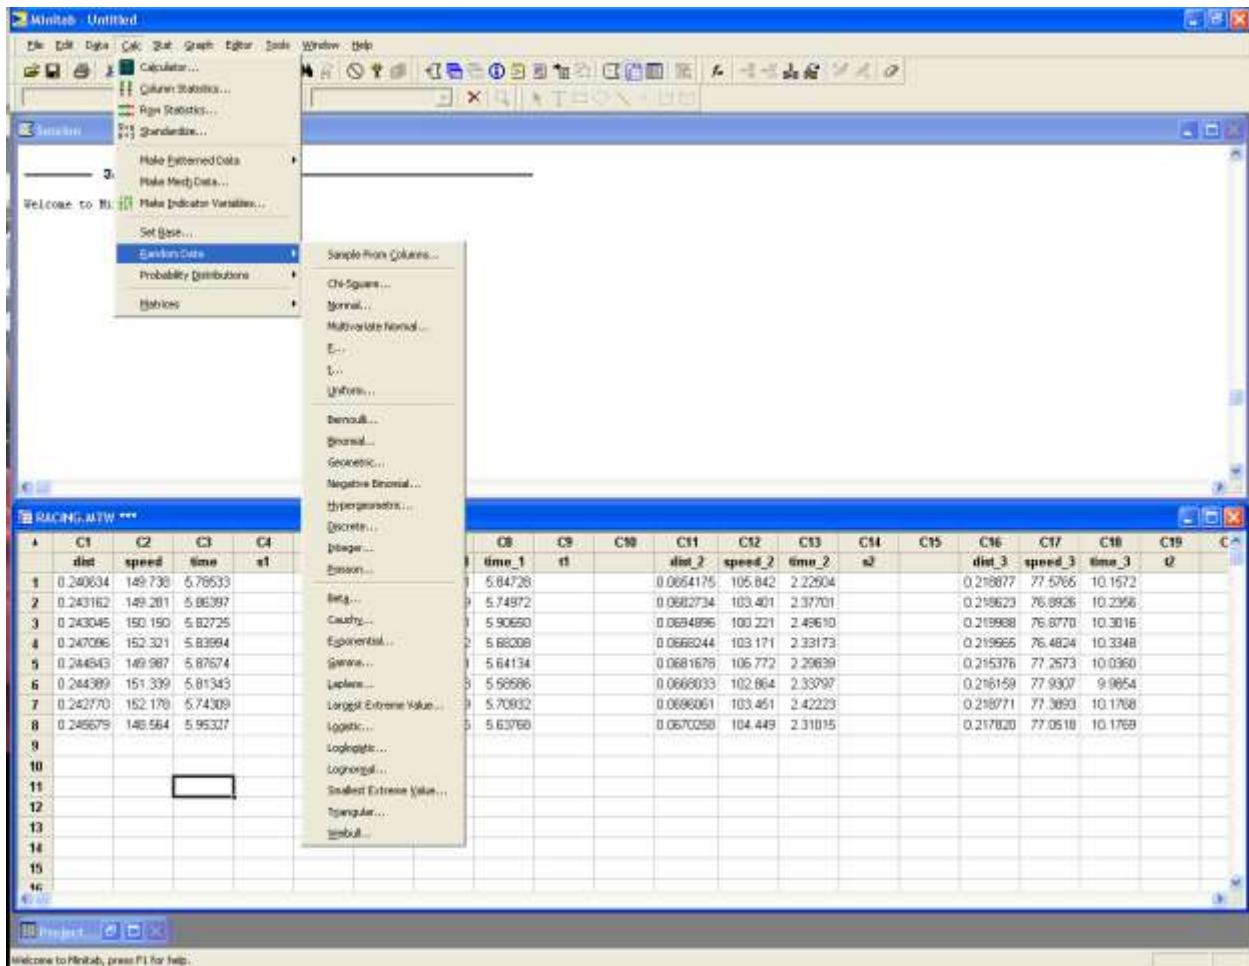 Minitab - Untitled
File Edit Data Calc Stat Graph Editor Tools Window Help
Calculator...
Column Statistics...
Row Statistics...
Standardize...
Make Patterned Data
Make Mesh Data...
Make Indicator Variables...
Set Base...
Random Data
Probability Distributions
Matrices
Session
Welcome to Mi
Sample From Columns...
Chi-Square...
Normal...
Multivariate Normal...
F...
t...
Uniform...
Bernoulli...
Binomial...
Geometric...
Negative Binomial...
Hypergeometric...
Discrete...
Integer...
Poisson...
Beta...
Cauchy...
Exponential...
Gamma...
Laplace...
Largest Extreme Value...
Logistic...
Loglogistic...
Lognormal...
Smallest Extreme Value...
Triangular...
Weibull...
RACING.MTW ***
C1 C2 C3 C4 C8 C9 C10 C11 C12 C13 C14 C15 C16 C17 C18 C19 C
dist speed time s1 time_1 t1 dist_2 speed_2 time_2 s2 dist_3 speed_3 time_3 t2
1 0.240634 149.738 5.78533 5.84728 0.0654175 105.842 2.22504 0.218877 77.5765 10.1572
2 0.243162 149.281 5.86397 5.74972 0.0682734 103.401 2.37701 0.218623 76.8926 10.2356
3 0.243045 150.190 5.82725 5.90650 0.0694896 100.221 2.49610 0.219988 76.8770 10.3016
4 0.247096 152.321 5.83994 5.68208 0.0668244 103.171 2.33173 0.219565 76.4824 10.3348
5 0.244843 149.987 5.87674 5.64134 0.0681678 106.772 2.29839 0.215376 77.2573 10.0360
6 0.244389 151.339 5.81343 5.58586 0.0668033 102.864 2.33797 0.216159 77.9307 9.9854
7 0.242770 152.178 5.74309 5.70932 0.0696061 103.451 2.42223 0.218771 77.3893 10.1768
8 0.245679 148.564 5.95327 5.63768 0.0670258 104.449 2.31015 0.217820 77.0518 10.1769
9
10
11
12
13
14
15
16
Project...
Welcome to Minitab, press F1 for help.